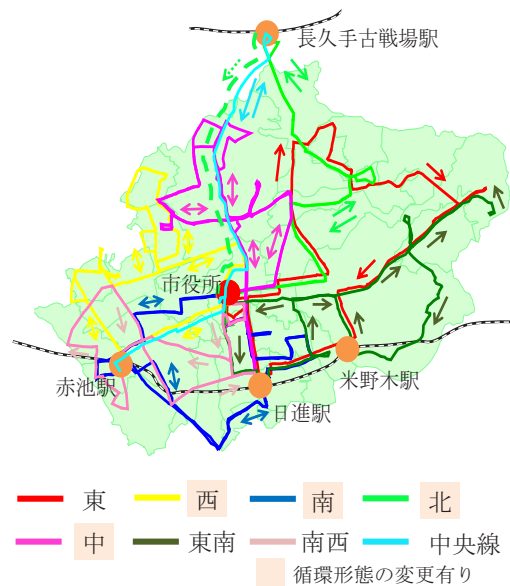 長久手古戦場駅
市役所
赤池駅
米野木駅
日進駅
東 西 南 北
中 東南 南西 中央線
循環形態の変更有り